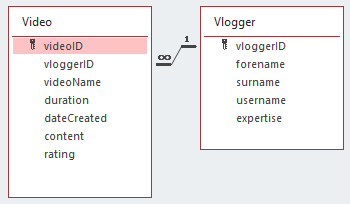 Video
videoID
vloggerID
videoName
duration
dateCreated
content
rating
∞
1
Vlogger
vloggerID
forename
surname
username
expertise